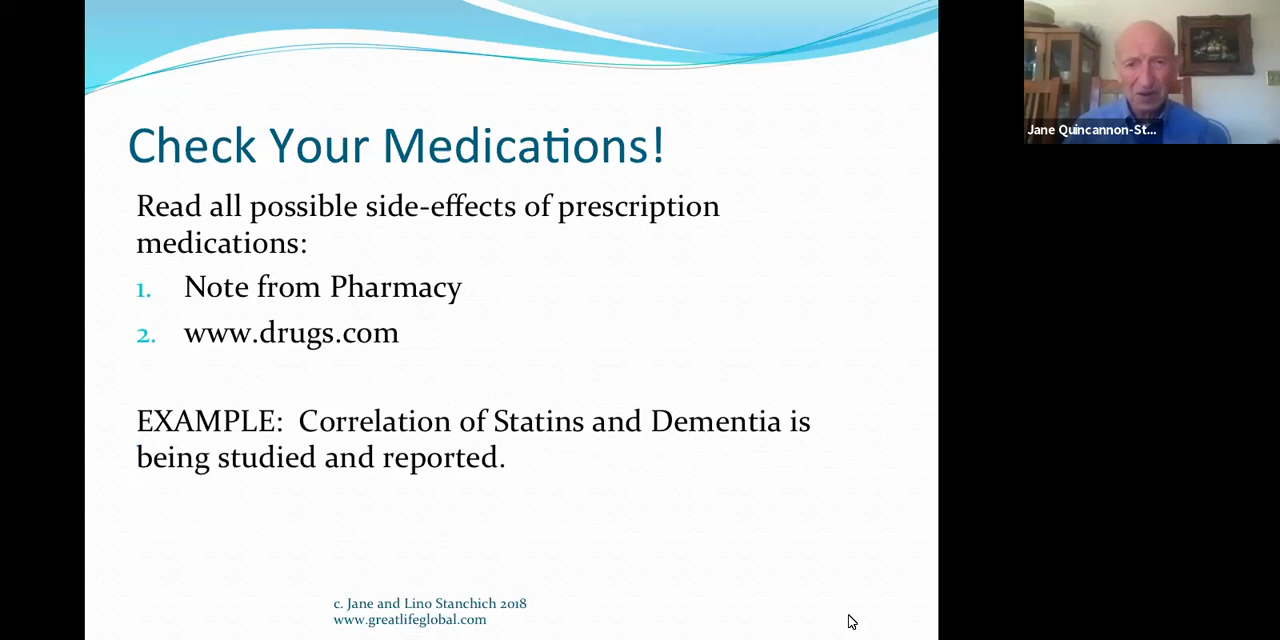 Check Your Medications!
Read all possible side-effects of prescription
medications:
1. Note from Pharmacy
2. www.drugs.com
EXAMPLE: Correlation of Statins and Dementia is
being studied and reported.
c. Jane and Lino Stanchich 2018
www.greatlifeglobal.com
Jane Quincannon-St...